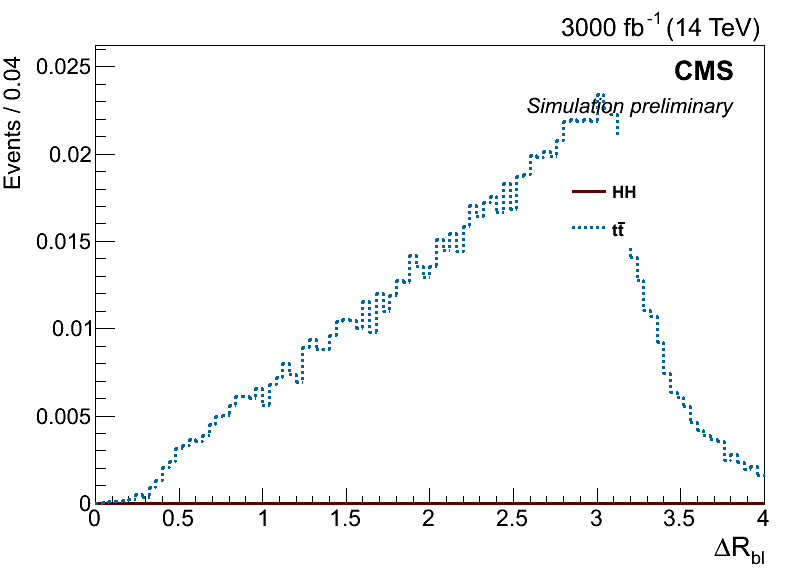 3000 fb⁻¹ (14 TeV)
CMS
Simulation preliminary
Events / 0.04
0.025
0.02
0.015
0.01
0.005
0
HH
tt̄
0 0.5 1 1.5 2 2.5 3 3.5 4
ΔR_bl